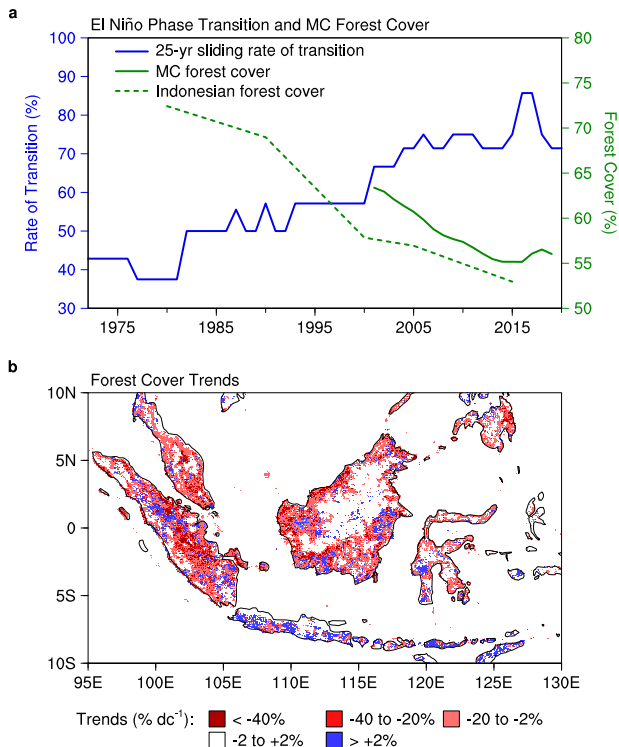 a
El Niño Phase Transition and MC Forest Cover
25-yr sliding rate of transition
MC forest cover
Indonesian forest cover
Rate of Transition (%)
100
90
80
70
60
50
40
30
Forest Cover (%)
80
75
70
65
60
55
50
1975 1985 1995 2005 2015
b
Forest Cover Trends
10N
5N
0
5S
10S
95E 100E 105E 110E 115E 120E 125E 130E
Trends (% dc⁻¹): < -40% -40 to -20% -20 to -2%
-2 to +2% > +2%